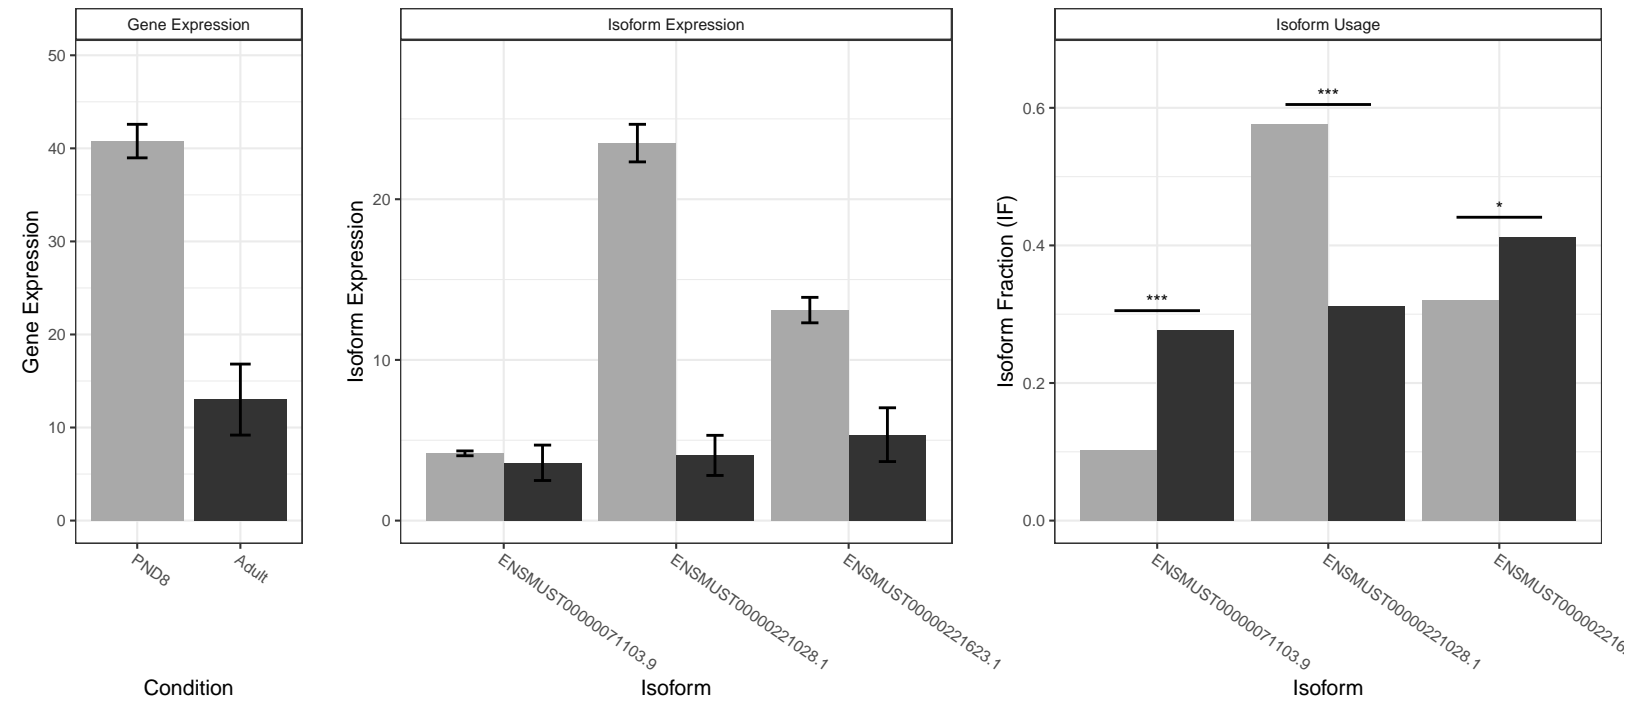 Gene Expression
Isoform Expression
Isoform Usage
Gene Expression
50
40
30
20
10
0
PND8
Adult
Condition
Isoform Expression
20
10
0
ENSMUST00000071103.9
ENSMUST00000221028.1
ENSMUST00000221623.1
Isoform
Isoform Fraction (IF)
0.6
0.4
0.2
0.0
***
***
*
ENSMUST00000071103.9
ENSMUST00000221028.1
ENSMUST000002216
Isoform